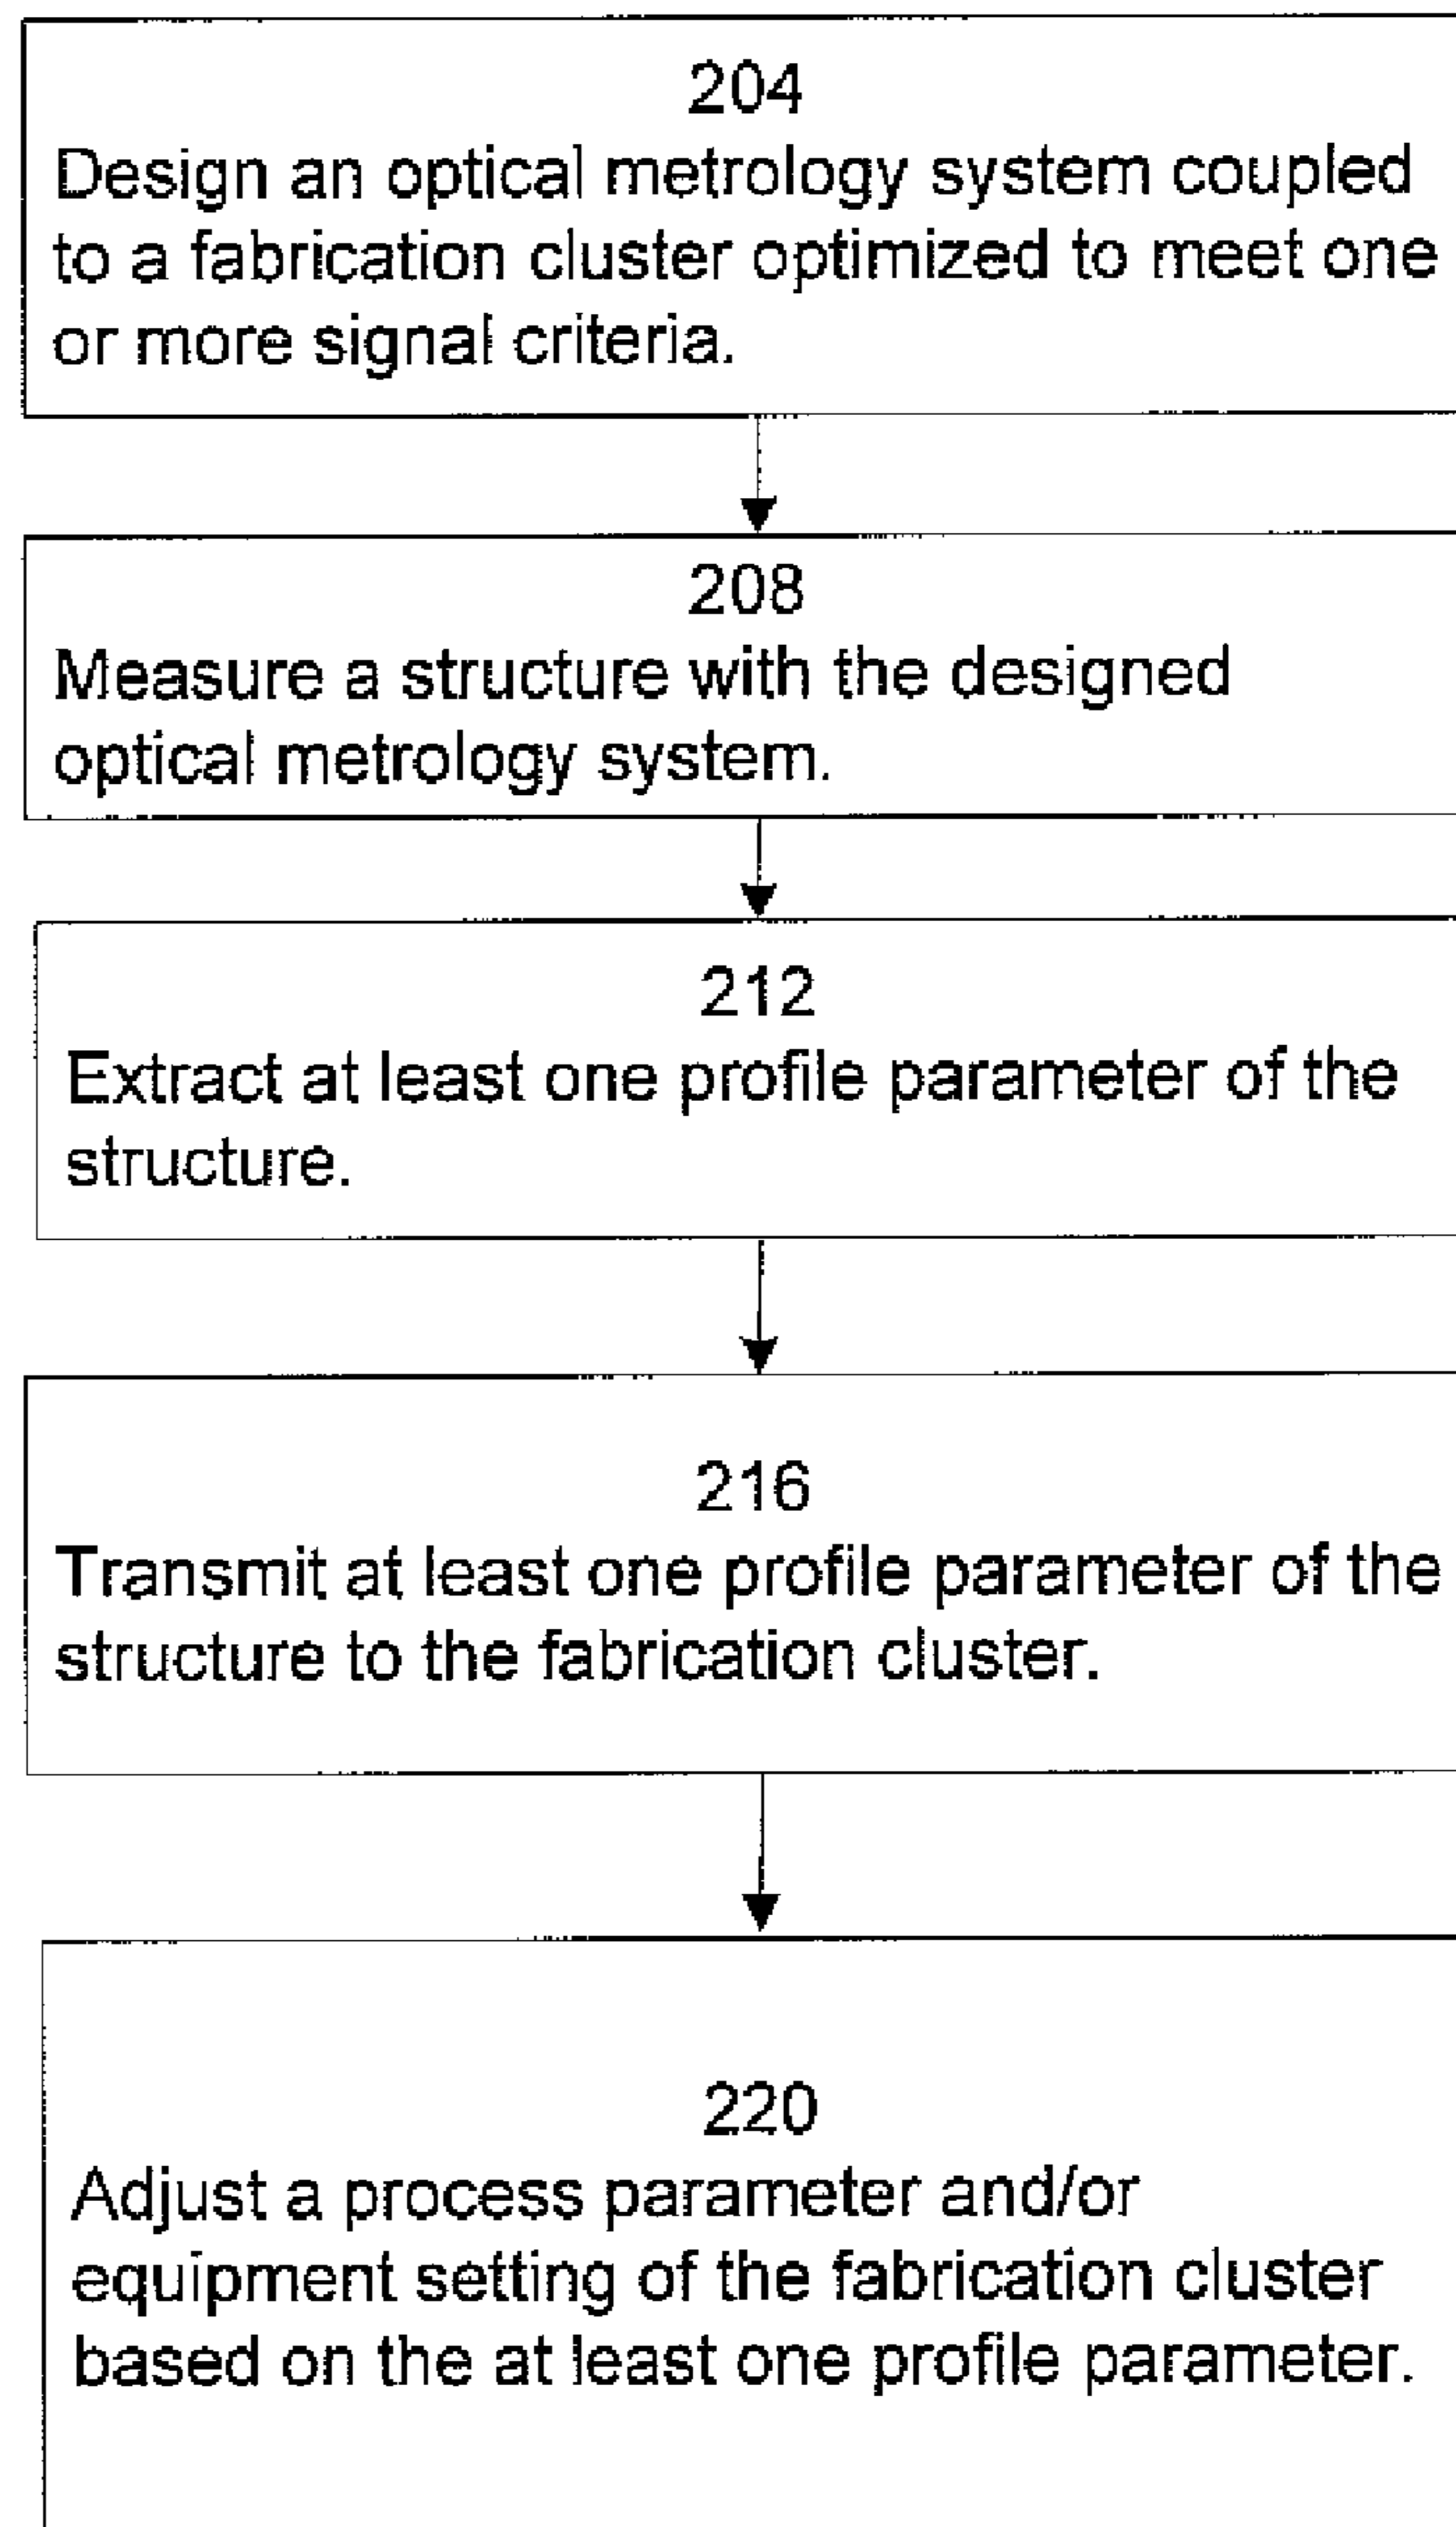 204
Design an optical metrology system coupled
to a fabrication cluster optimized to meet one
or more signal criteria.
208
Measure a structure with the designed
optical metrology system.
212
Extract at least one profile parameter of the
structure.
216
Transmit at least one profile parameter of the
structure to the fabrication cluster.
220
Adjust a process parameter and/or
equipment setting of the fabrication cluster
based on the at least one profile parameter.